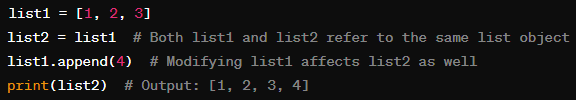 list1 = [1, 2, 3]
list2 = list1  # Both list1 and list2 refer to the same list object
list1.append(4)  # Modifying list1 affects list2 as well
print(list2)  # Output: [1, 2, 3, 4]